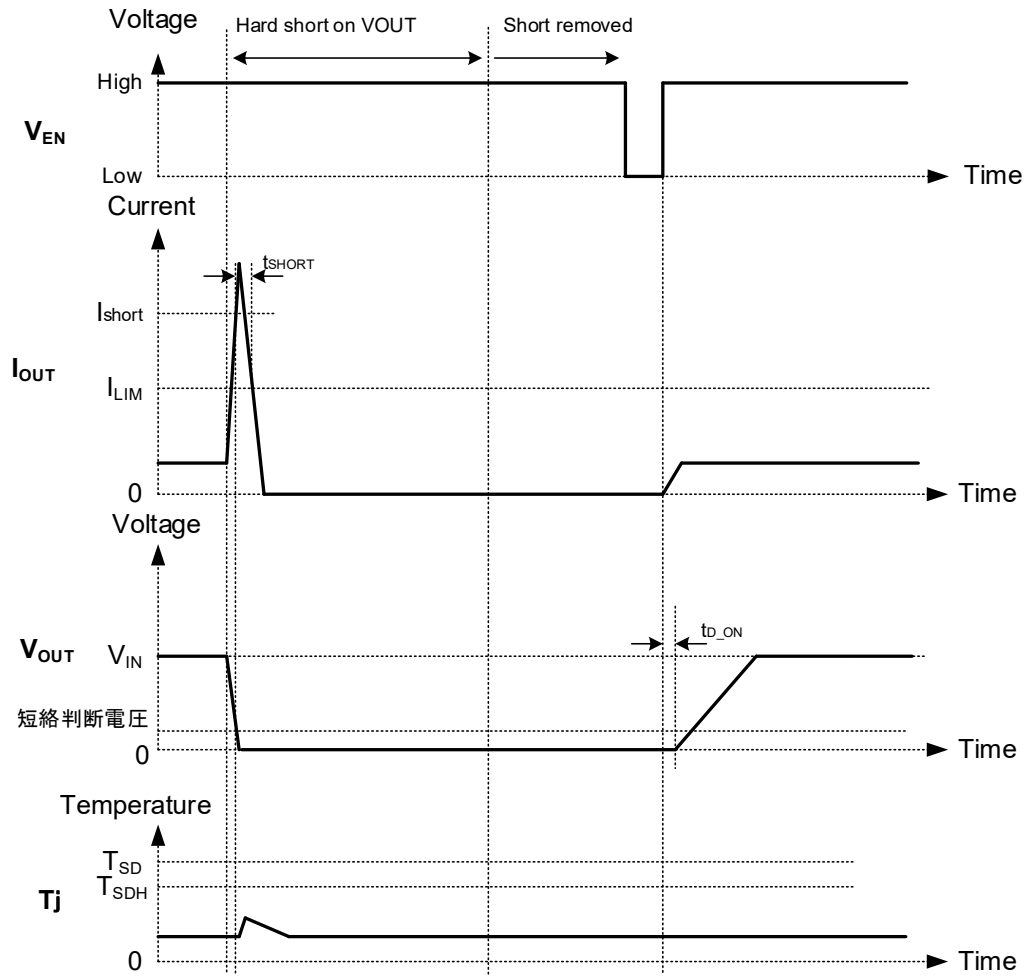 Voltage
Hard short on VOUT
Short removed
High
VEN
Low
Time
Current
tSHORT
Ishort
IOUT
ILIM
0
Time
Voltage
tD_ON
VOUT
VIN
短絡判断電圧
0
Time
Temperature
TSD
TSDH
Tj
0
Time